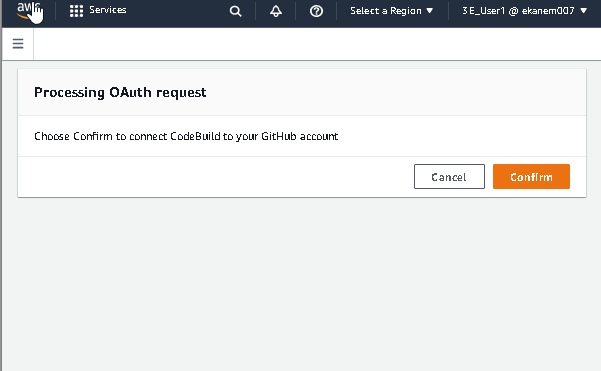 aws Services Select a Region ▼ 3E_User1 @ ekanem007 ▼
Processing OAuth request
Choose Confirm to connect CodeBuild to your GitHub account
Cancel Confirm